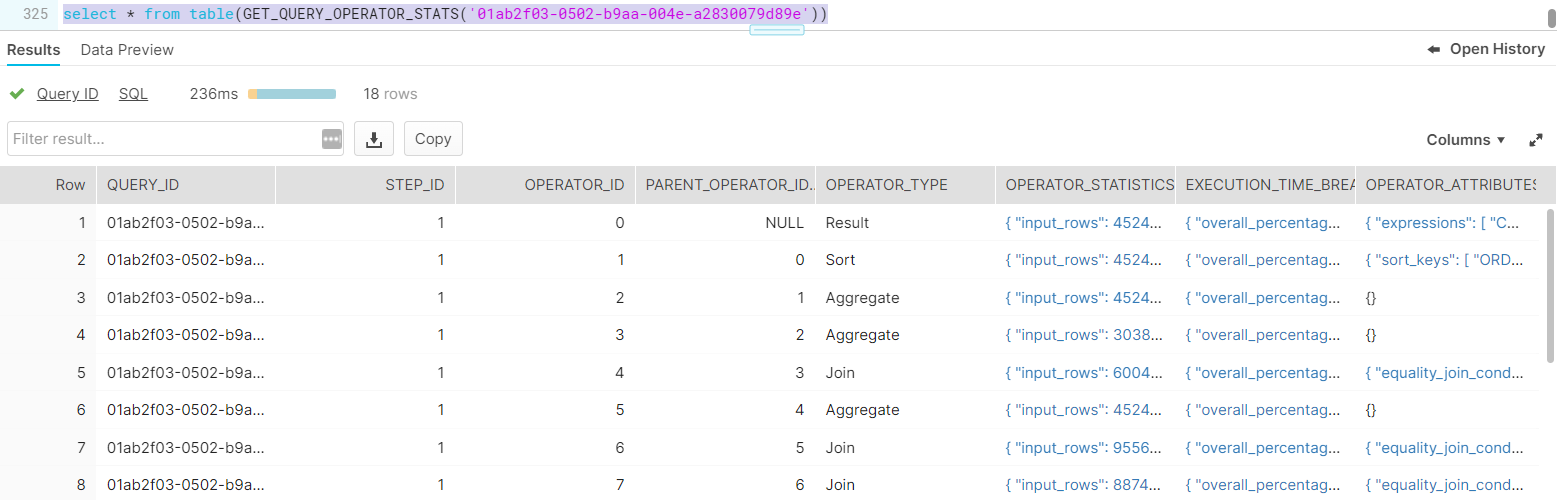 325 select * from table(GET_QUERY_OPERATOR_STATS('01ab2f03-0502-b9aa-004e-a2830079d89e'))
Results Data Preview Open History
Query ID SQL 236ms 18 rows
Filter result... Copy Columns
Row QUERY_ID STEP_ID OPERATOR_ID PARENT_OPERATOR_ID... OPERATOR_TYPE OPERATOR_STATISTICS EXECUTION_TIME_BREA OPERATOR_ATTRIBUTES
1 01ab2f03-0502-b9a... 1 0 NULL Result { "input_rows": 4524... { "overall_percentag... { "expressions": [ "C...
2 01ab2f03-0502-b9a... 1 1 0 Sort { "input_rows": 4524... { "overall_percentag... { "sort_keys": [ "ORD...
3 01ab2f03-0502-b9a... 1 2 1 Aggregate { "input_rows": 4524... { "overall_percentag... {}
4 01ab2f03-0502-b9a... 1 3 2 Aggregate { "input_rows": 3038... { "overall_percentag... {}
5 01ab2f03-0502-b9a... 1 4 3 Join { "input_rows": 6004... { "overall_percentag... { "equality_join_cond...
6 01ab2f03-0502-b9a... 1 5 4 Aggregate { "input_rows": 4524... { "overall_percentag... {}
7 01ab2f03-0502-b9a... 1 6 5 Join { "input_rows": 9556... { "overall_percentag... { "equality_join_cond...
8 01ab2f03-0502-b9a... 1 7 6 Join { "input_rows": 8874... { "overall_percentag... { "equality_join_cond...